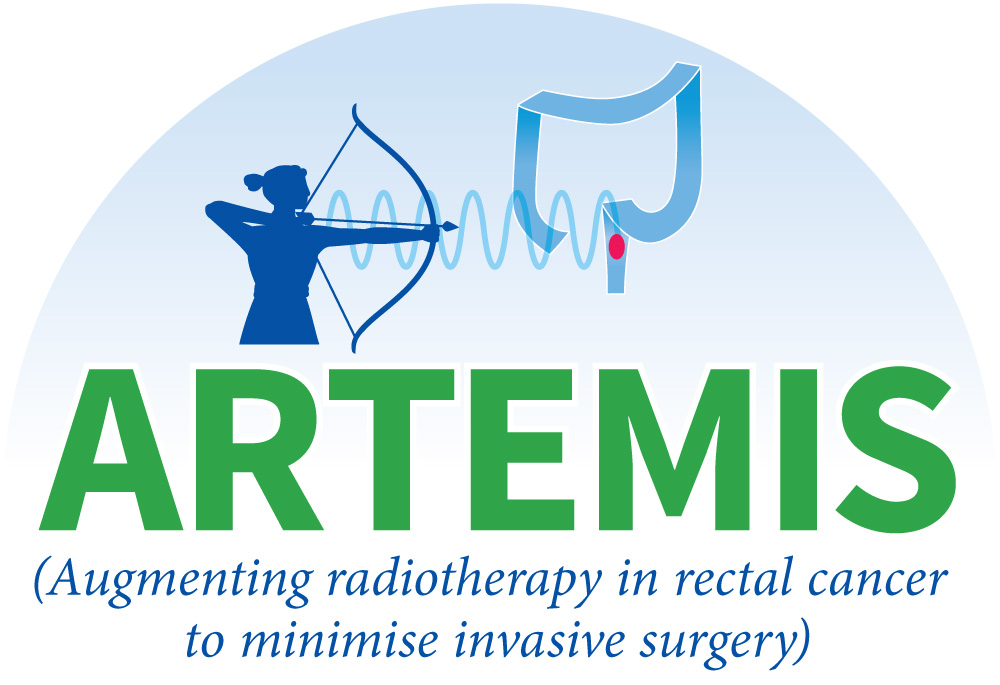 ARTEMIS
(Augmenting radiotherapy in rectal cancer
to minimise invasive surgery)